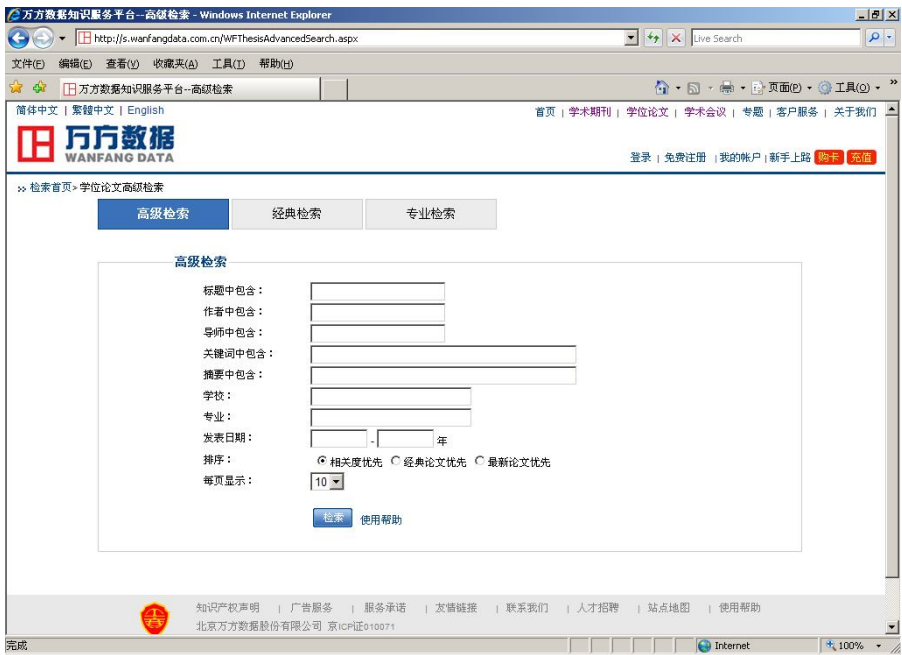 万方数据知识服务平台--高级检索 - Windows Internet Explorer
http://s.wanfangdata.com.cn/WFThesisAdvancedSearch.aspx Live Search
文件(F) 编辑(E) 查看(V) 收藏夹(A) 工具(T) 帮助(H)
万方数据知识服务平台--高级检索 页面(P) 工具(O) »
简体中文 | 繁體中文 | English 首页 | 学术期刊 | 学位论文 | 学术会议 | 专题 | 客户服务 | 关于我们
万方数据
WANFANG DATA
登录 | 免费注册 | 我的帐户 | 新手上路 购卡 充值
» 检索首页> 学位论文高级检索
高级检索 经典检索 专业检索
高级检索
标题中包含：
作者中包含：
导师中包含：
关键词中包含：
摘要中包含：
学校：
专业：
发表日期： - 年
排序： 相关度优先 经典论文优先 最新论文优先
每页显示： 10
检索 使用帮助
知识产权声明 | 广告服务 | 服务承诺 | 友情链接 | 联系我们 | 人才招聘 | 站点地图 | 使用帮助
北京万方数据股份有限公司 京ICP证010071
完成 Internet 100%